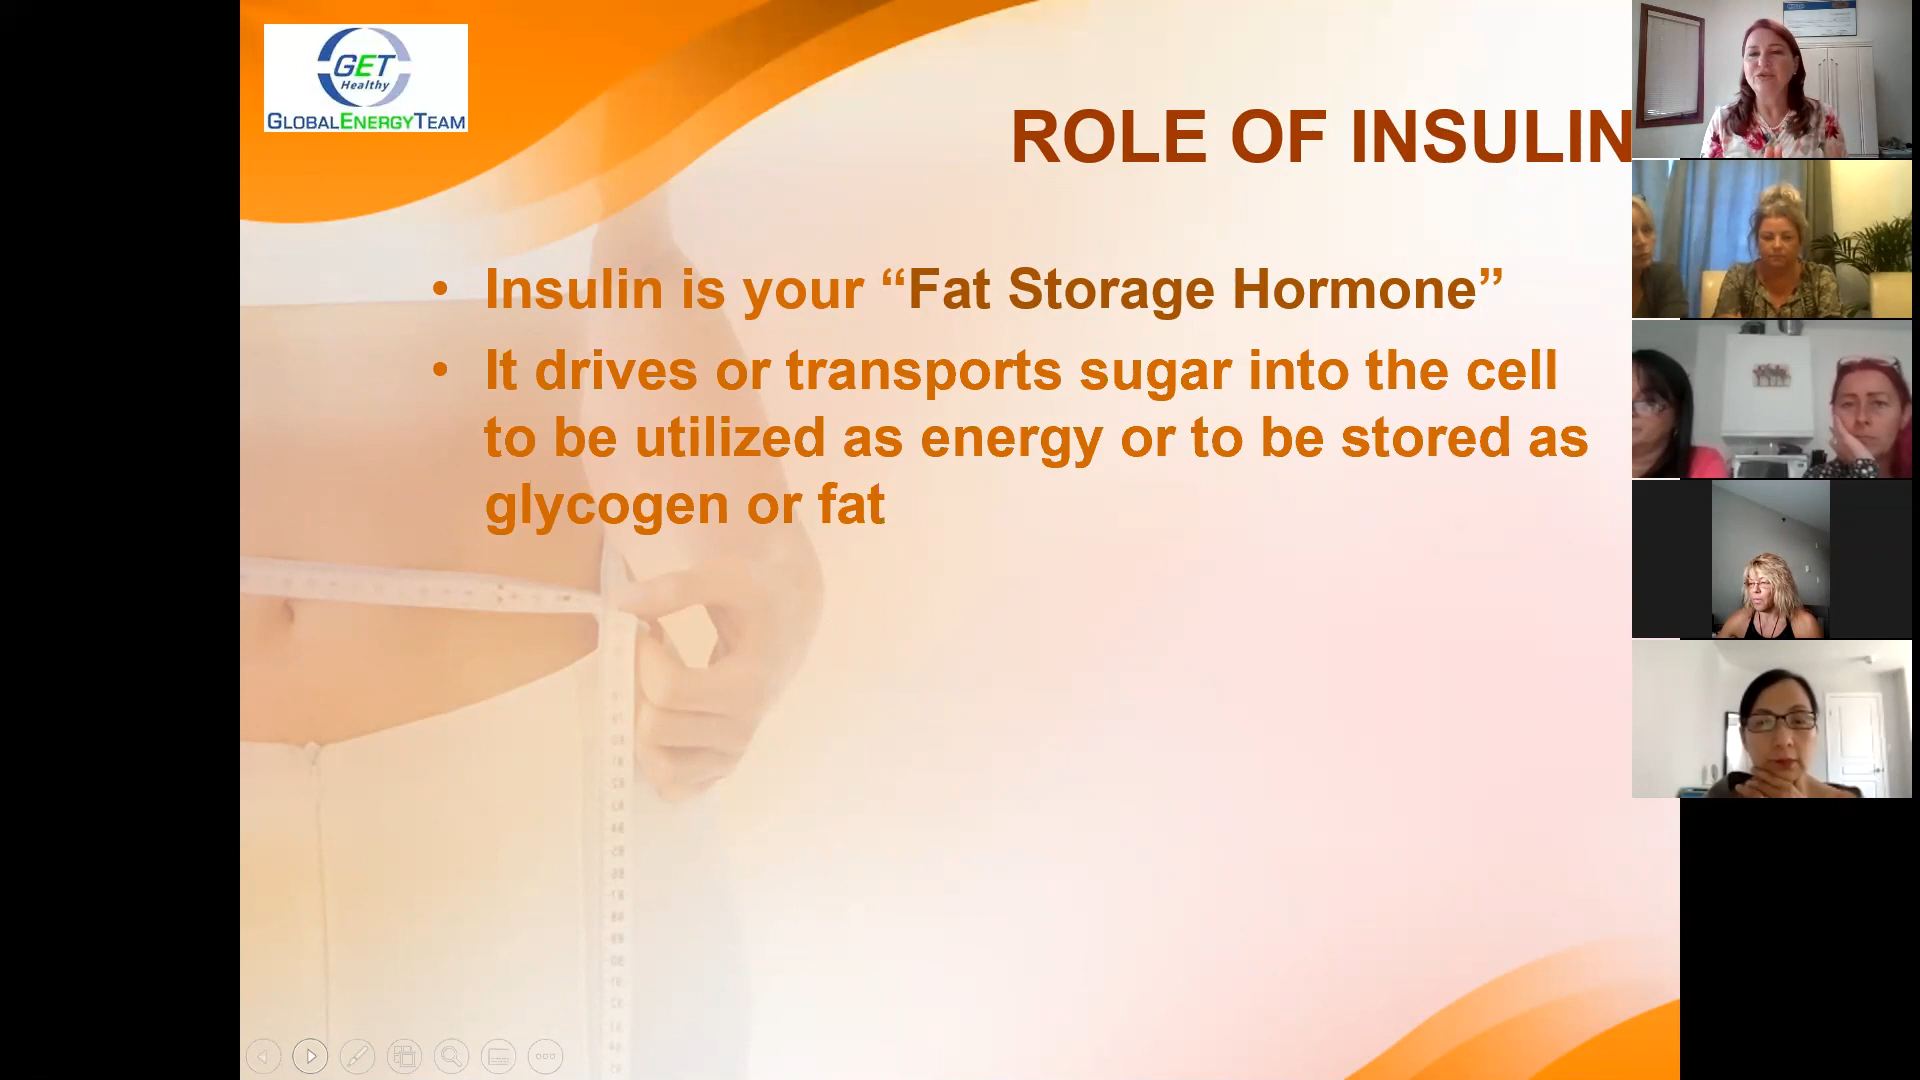 GET
Healthy
GLOBALENERGYTEAM
ROLE OF INSULIN
• Insulin is your “Fat Storage Hormone”
• It drives or transports sugar into the cell
to be utilized as energy or to be stored as
glycogen or fat